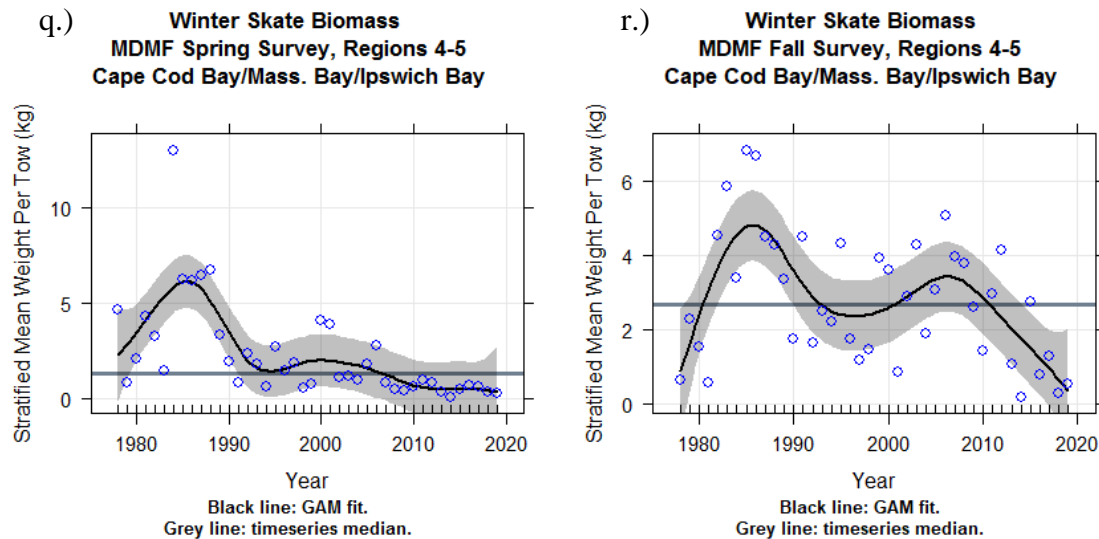 q.)
Winter Skate Biomass
MDMF Spring Survey, Regions 4-5
Cape Cod Bay/Mass. Bay/Ipswich Bay
Stratified Mean Weight Per Tow (kg)
10
5
0
1980 1990 2000 2010 2020
Year
Black line: GAM fit.
Grey line: timeseries median.
r.)
Winter Skate Biomass
MDMF Fall Survey, Regions 4-5
Cape Cod Bay/Mass. Bay/Ipswich Bay
Stratified Mean Weight Per Tow (kg)
6
4
2
0
1980 1990 2000 2010 2020
Year
Black line: GAM fit.
Grey line: timeseries median.